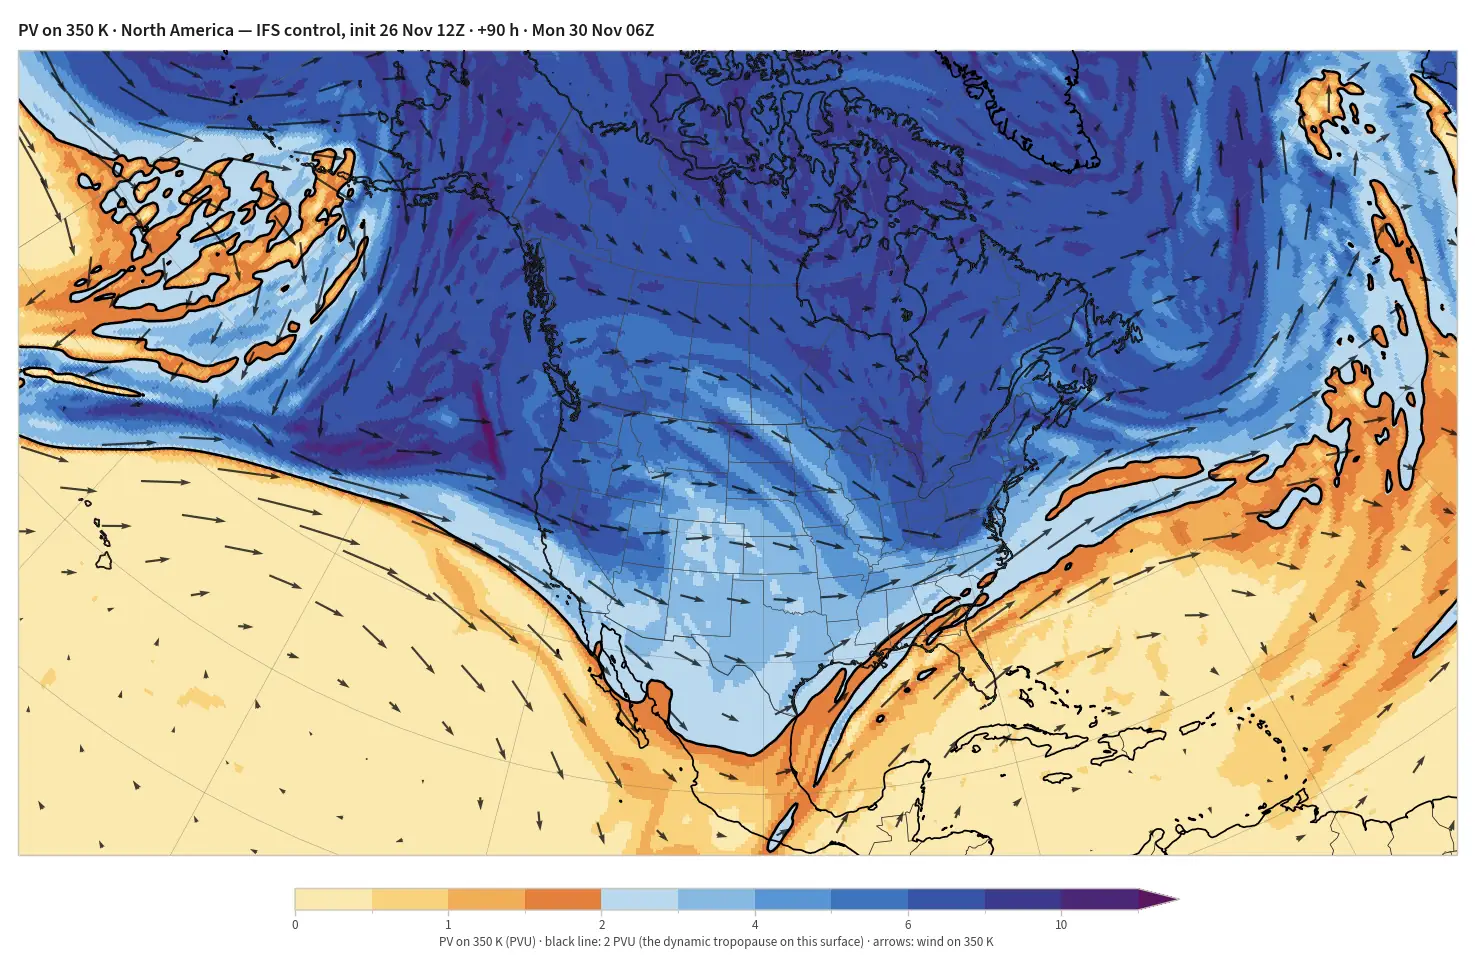 PV on 350 K · North America — IFS control, init 26 Nov 12Z · +90 h · Mon 30 Nov 06Z
0 1 2 4 6 10
PV on 350 K (PVU) · black line: 2 PVU (the dynamic tropopause on this surface) · arrows: wind on 350 K